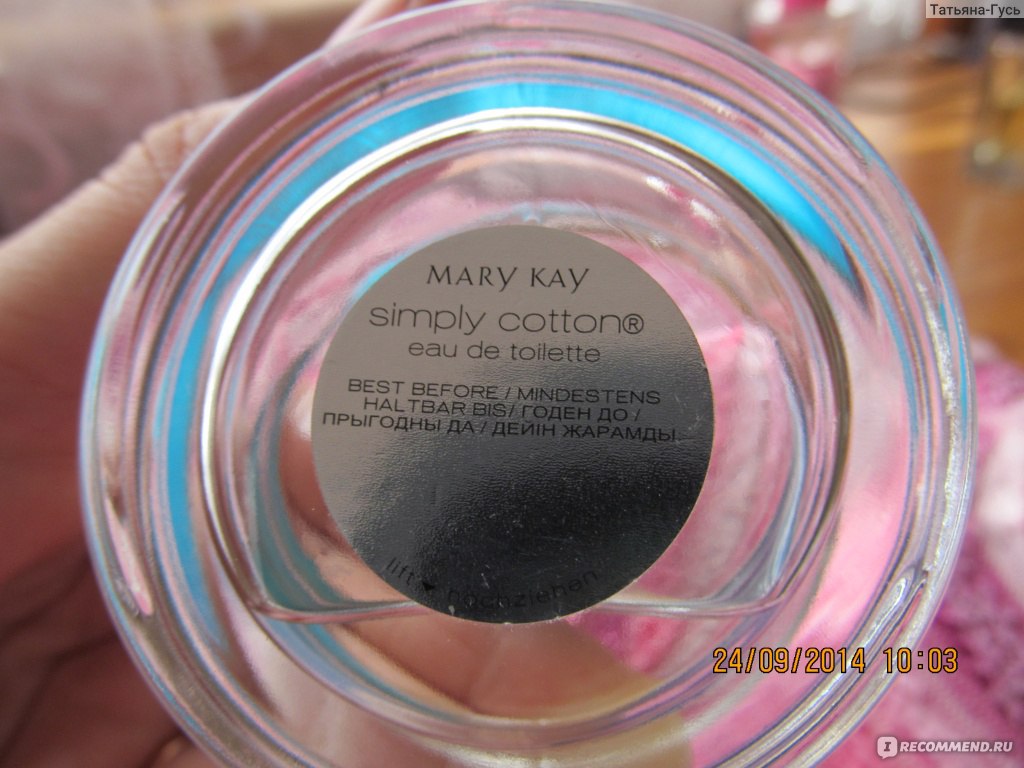 Татьяна-Гусь
MARY KAY
simply cotton®
eau de toilette
BEST BEFORE / MINDESTENS
HALTBAR BIS/ ГОДЕН ДО /
ПРЫГОДНЫ ДА / ДЕЙІН ЖАРАМДЫ:
lift ▼ hochziehen
24/09/2014 10:03
IRECOMMEND.RU